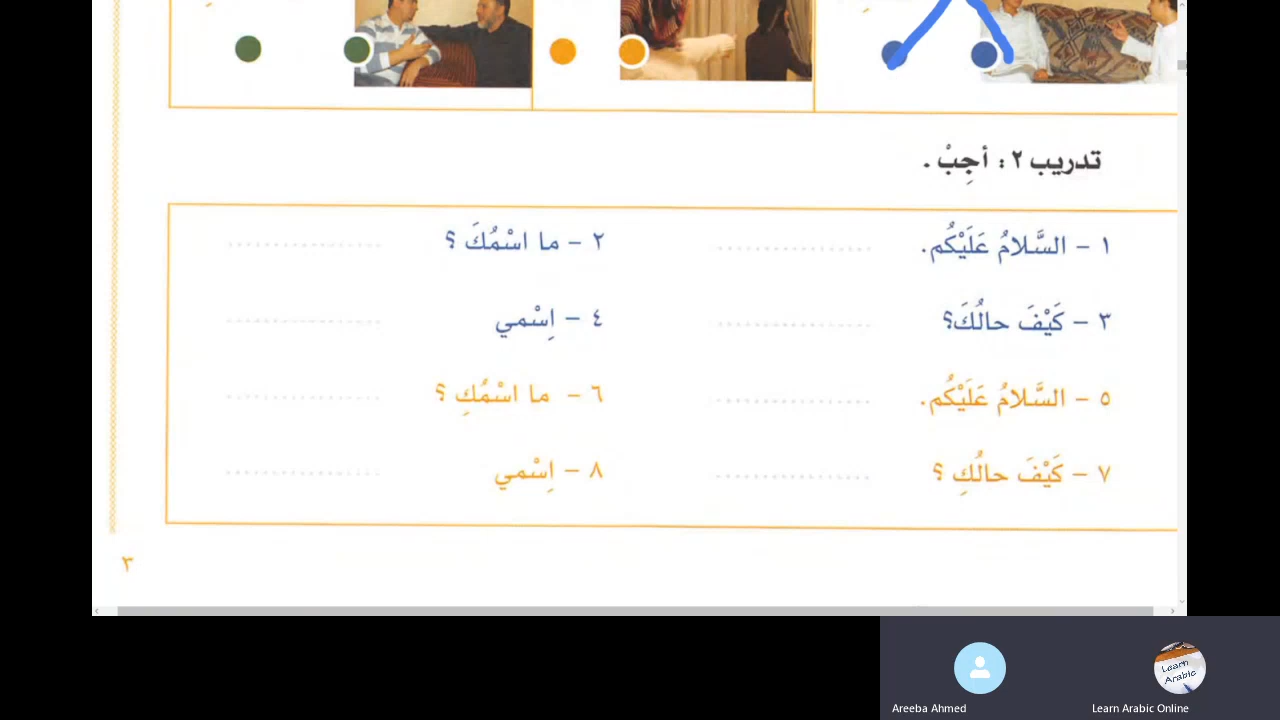 تدريب ٢ : أجِبْ .
١ – السَّلامُ عَلَيْكُم. .................. ٢ – ما اسْمُكَ ؟ ..................
٣ – كَيْفَ حالُكَ؟ .................. ٤ – اِسْمي ..................
٥ – السَّلامُ عَلَيْكُم. .................. ٦ – ما اسْمُكِ ؟ ..................
٧ – كَيْفَ حالُكِ ؟ .................. ٨ – اِسْمي ..................
٣
Learn Arabic
Areeba Ahmed
Learn Arabic Online